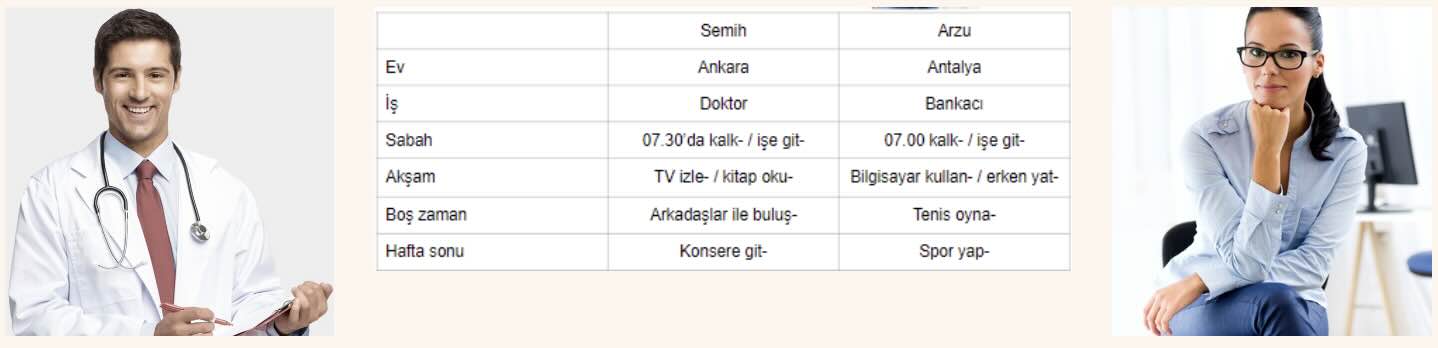 Semih Arzu
Ev Ankara Antalya
İş Doktor Bankacı
Sabah 07.30’da kalk- / işe git- 07.00 kalk- / işe git-
Akşam TV izle- / kitap oku- Bilgisayar kullan- / erken yat-
Boş zaman Arkadaşlar ile buluş- Tenis oyna-
Hafta sonu Konsere git- Spor yap-